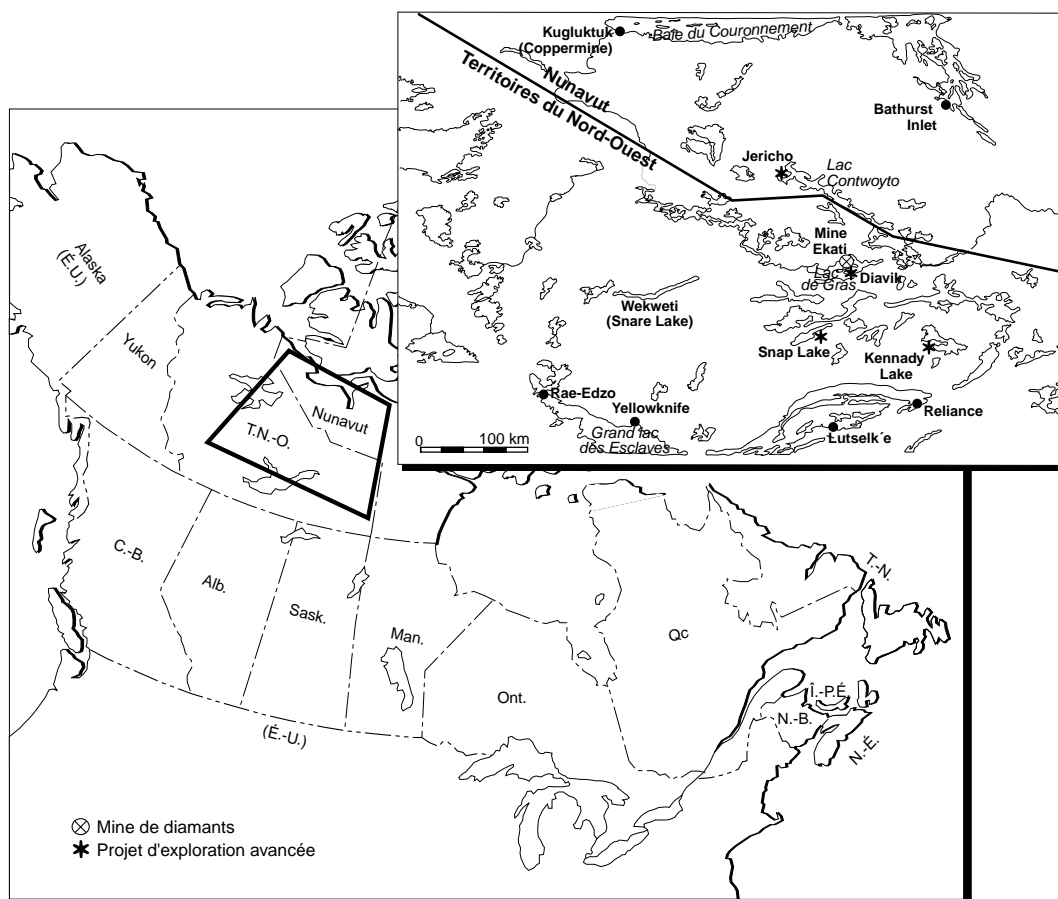 Kugluktuk
(Coppermine)
Baie du Couronnement
Nunavut
Territoires du Nord-Ouest
Bathurst
Inlet
Jericho
Lac
Contwoyto
Mine
Ekati
Lac
de Gras
Diavik
Wekweti
(Snare Lake)
Snap Lake
Kennady
Lake
Rae-Edzo
Yellowknife
Reliance
Lutselk´e
Grand lac
des Esclaves
0 100 km
Alaska
(É.U.)
Yukon
T.N.-O.
Nunavut
C.-B.
Alb.
Sask.
Man.
Ont.
Qc
T.-N.
Î.-P.É.
N.-B.
N.-É.
(É.-U.)
Mine de diamants
Projet d'exploration avancée